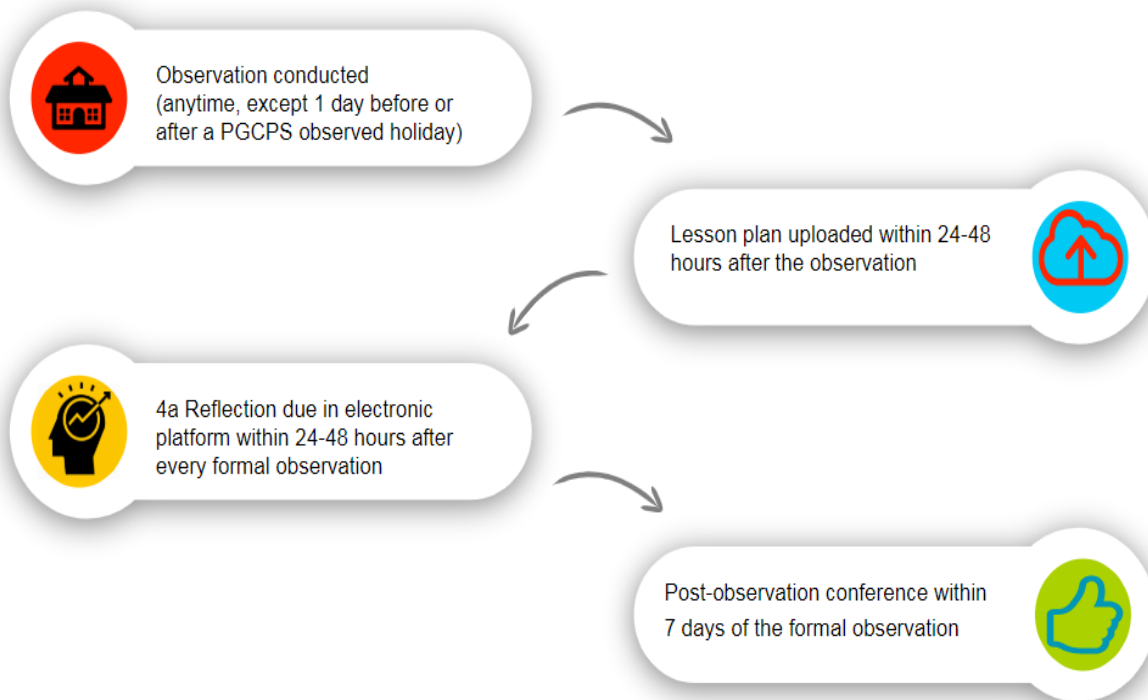 Observation conducted
(anytime, except 1 day before or
after a PGCPS observed holiday)
Lesson plan uploaded within 24-48
hours after the observation
4a Reflection due in electronic
platform within 24-48 hours after
every formal observation
Post-observation conference within
7 days of the formal observation